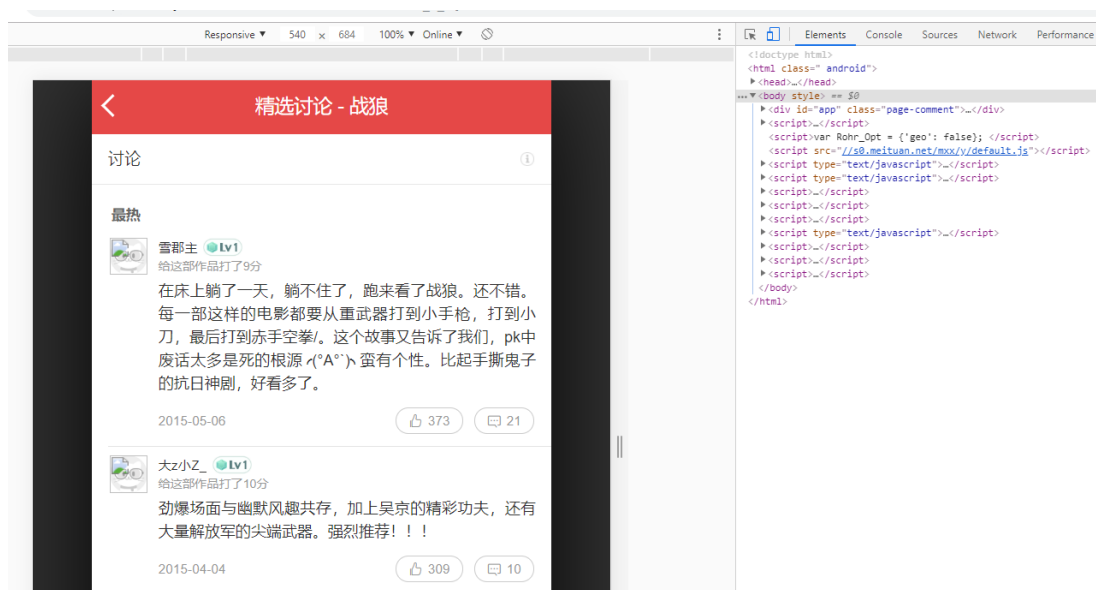 Responsive ▼ 540 × 684 100% ▼ Online ▼
Elements Console Sources Network Performance
精选讨论 - 战狼
讨论
最热
雪郡主 Lv1
给这部作品打了9分
在床上躺了一天，躺不住了，跑来看了战狼。还不错。
每一部这样的电影都要从重武器打到小手枪，打到小
刀，最后打到赤手空拳/。这个故事又告诉了我们，pk中
废话太多是死的根源╭(°A°`)╮ 蛮有个性。比起手撕鬼子
的抗日神剧，好看多了。
2015-05-06 373 21
大z小Z_ Lv1
给这部作品打了10分
劲爆场面与幽默风趣共存，加上吴京的精彩功夫，还有
大量解放军的尖端武器。强烈推荐！！！
2015-04-04 309 10
<!doctype html>
<html class=" android">
▶<head>…</head>
…▼<body style> == $0
▶<div id="app" class="page-comment">…</div>
▶<script>…</script>
<script>var Rohr_Opt = {'geo': false}; </script>
<script src="//s0.meituan.net/mxx/y/default.js"></script>
▶<script type="text/javascript">…</script>
▶<script type="text/javascript">…</script>
▶<script>…</script>
▶<script>…</script>
▶<script>…</script>
▶<script type="text/javascript">…</script>
▶<script>…</script>
▶<script>…</script>
▶<script>…</script>
</body>
</html>